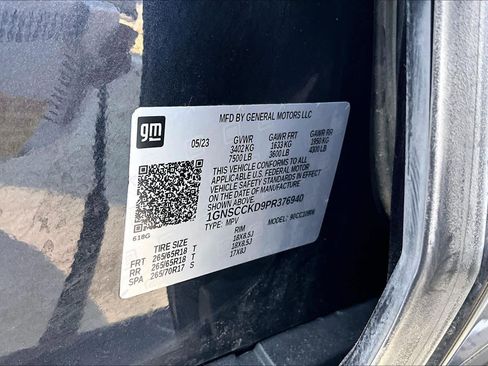 MFD BY GENERAL MOTORS LLC
gm
05/23 GVWR GAWR FRT GAWR RR
3402 KG 1633 KG 1950 KG
7500 LB 3600 LB 4300 LB
THIS VEHICLE CONFORMS TO ALL
APPLICABLE U.S. FEDERAL MOTOR
VEHICLE SAFETY STANDARDS IN EFFECT
ON THE DATE OF MANUFACTURE
1GNSCCKD9PR376940
TYPE: MPV MODEL:
618G
TIRE SIZE RIM
FRT 265/65R18 T 18X8.5J
RR 265/65R18 T 18X8.5J
SPA 265/70R17 S 17X8J